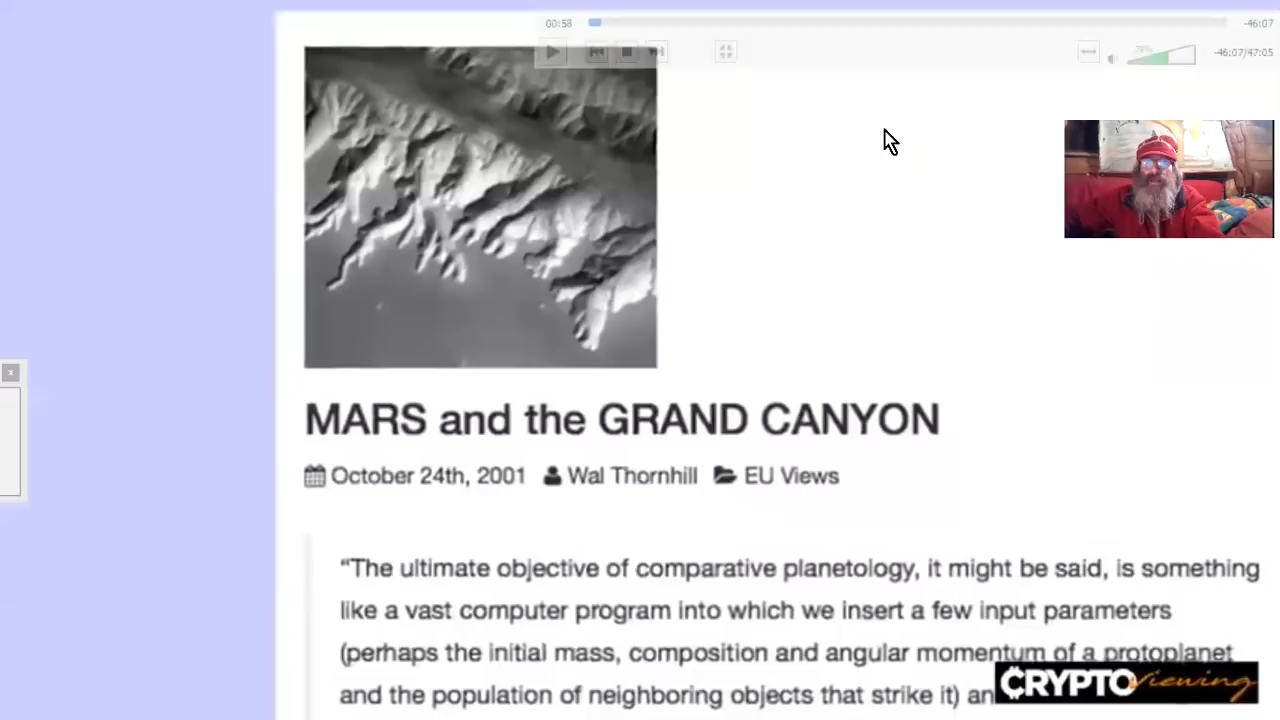 00:58
-46:07
79%
-46:07/47:05
x
MARS and the GRAND CANYON
October 24th, 2001 Wal Thornhill EU Views
“The ultimate objective of comparative planetology, it might be said, is something
like a vast computer program into which we insert a few input parameters
(perhaps the initial mass, composition and angular momentum of a protoplanet
and the population of neighboring objects that strike it) an
CRYPTO Viewing